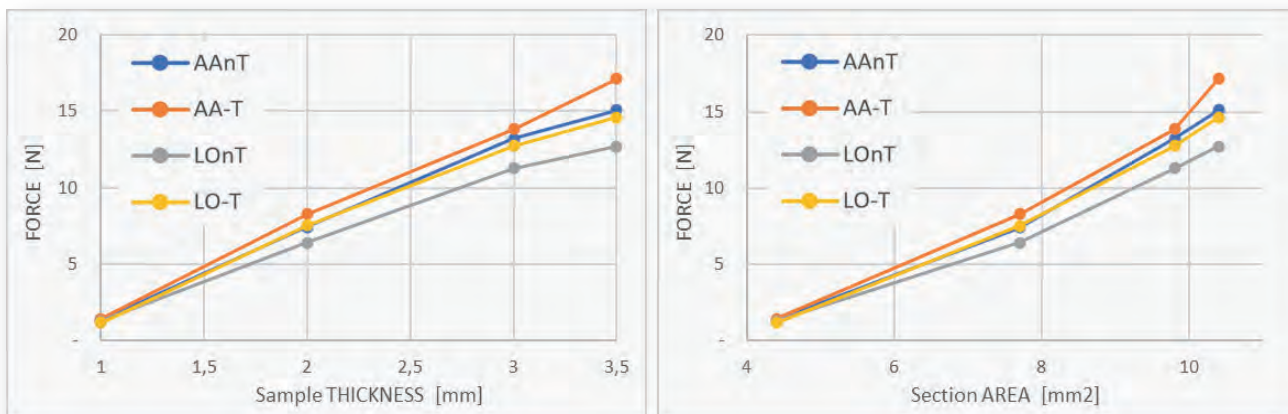 20
15
10
5
-
FORCE [N]
AAnT
AA-T
LOnT
LO-T
1 1,5 2 2,5 3 3,5
Sample THICKNESS [mm]
20
15
10
5
-
FORCE [N]
AAnT
AA-T
LOnT
LO-T
4 6 8 10
Section AREA [mm2]